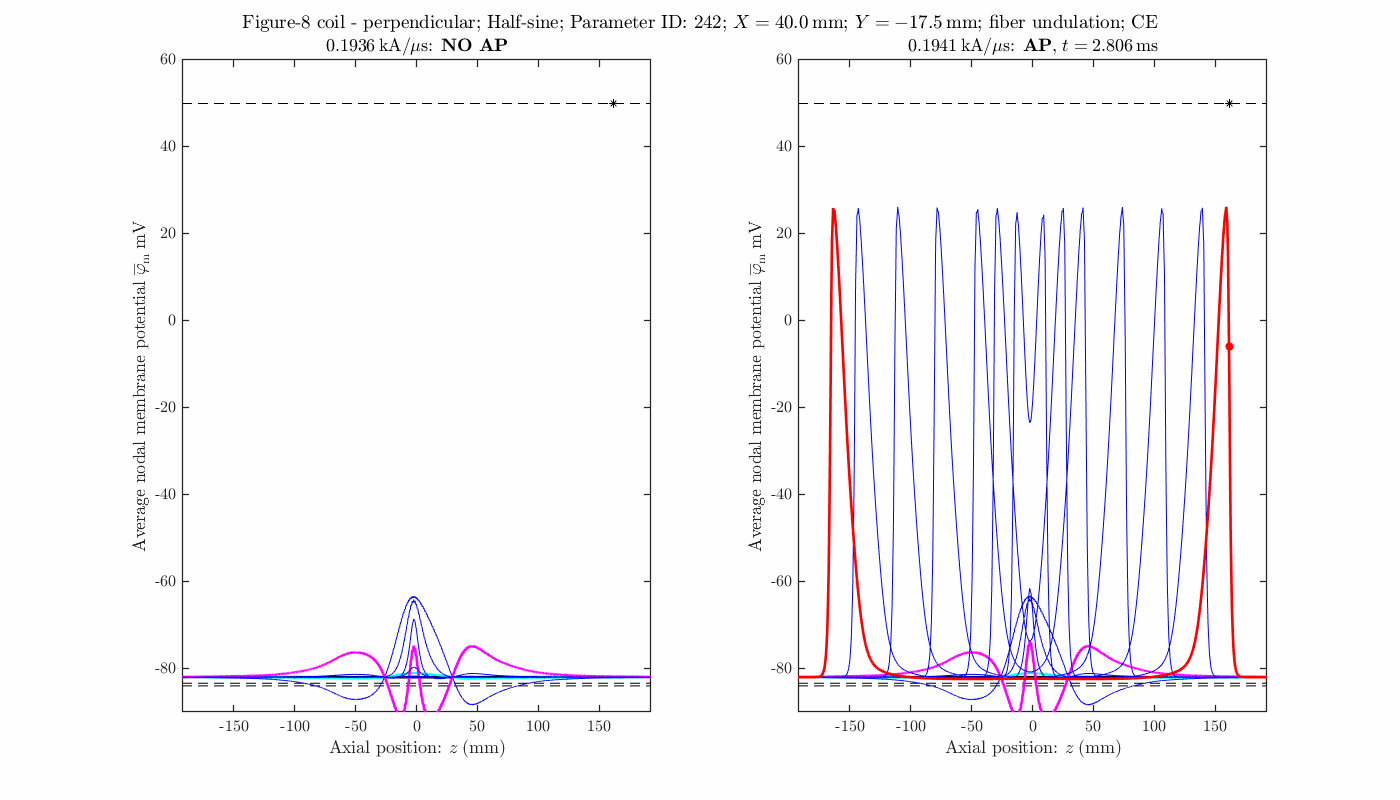 Figure-8 coil - perpendicular; Half-sine; Parameter ID: 242; X = 40.0 mm; Y = −17.5 mm; fiber undulation; CE
0.1936 kA/μs: NO AP
60
40
20
0
-20
-40
-60
-80
-150 -100 -50 0 50 100 150
Axial position: z (mm)
Average nodal membrane potential φ̅m mV
0.1941 kA/μs: AP, t = 2.806 ms
60
40
20
0
-20
-40
-60
-80
-150 -100 -50 0 50 100 150
Axial position: z (mm)
Average nodal membrane potential φ̅m mV